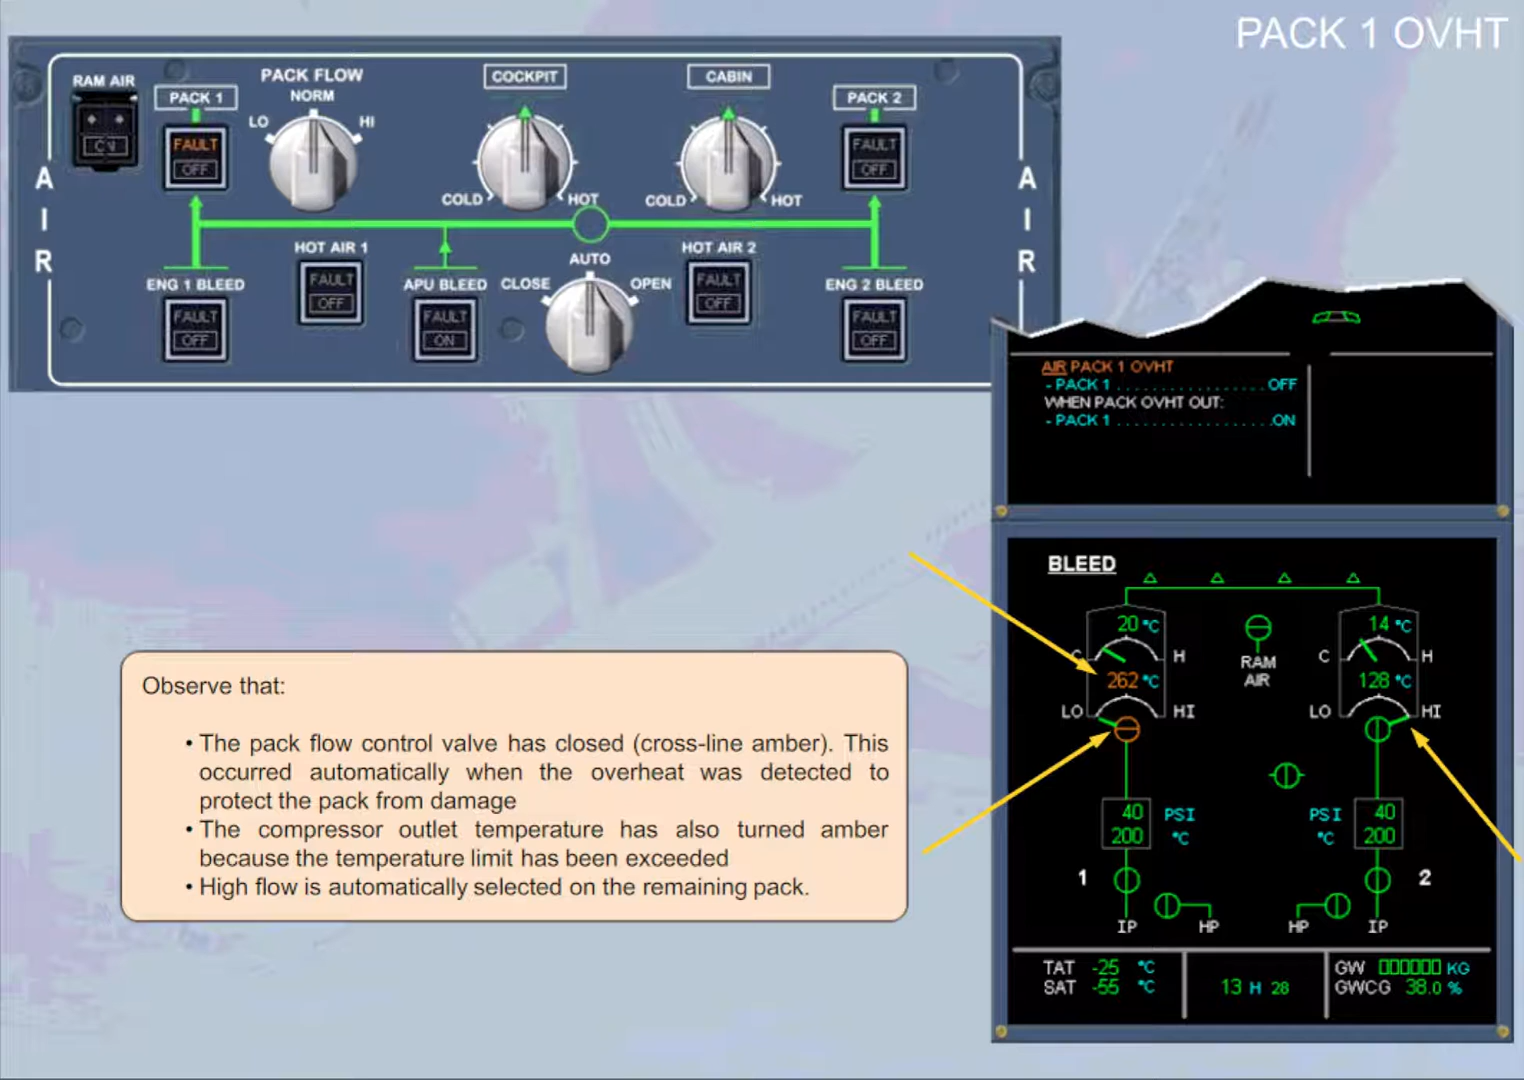 PACK 1 OVHT
RAM AIR
ON
PACK 1
FAULT
OFF
PACK FLOW
NORM
LO
HI
COCKPIT
COLD
HOT
CABIN
COLD
HOT
PACK 2
FAULT
OFF
AIR
AIR
ENG 1 BLEED
FAULT
OFF
HOT AIR 1
FAULT
OFF
APU BLEED
FAULT
ON
AUTO
CLOSE
OPEN
HOT AIR 2
FAULT
OFF
ENG 2 BLEED
FAULT
OFF
AIR PACK 1 OVHT
- PACK 1 . . . . . . . . . . . . . . . . . OFF
WHEN PACK OVHT OUT:
- PACK 1 . . . . . . . . . . . . . . . . . .ON
Observe that:
• The pack flow control valve has closed (cross-line amber). This
occurred automatically when the overheat was detected to
protect the pack from damage
• The compressor outlet temperature has also turned amber
because the temperature limit has been exceeded
• High flow is automatically selected on the remaining pack.
BLEED
20 °C
14 °C
C
H
RAM
AIR
C
H
262 °C
128 °C
LO
HI
LO
HI
40 PSI
PSI 40
200 °C
°C 200
1
2
IP
HP
HP
IP
TAT -25 °C
SAT -55 °C
13 H 28
GW KG
GWCG 38.0 %